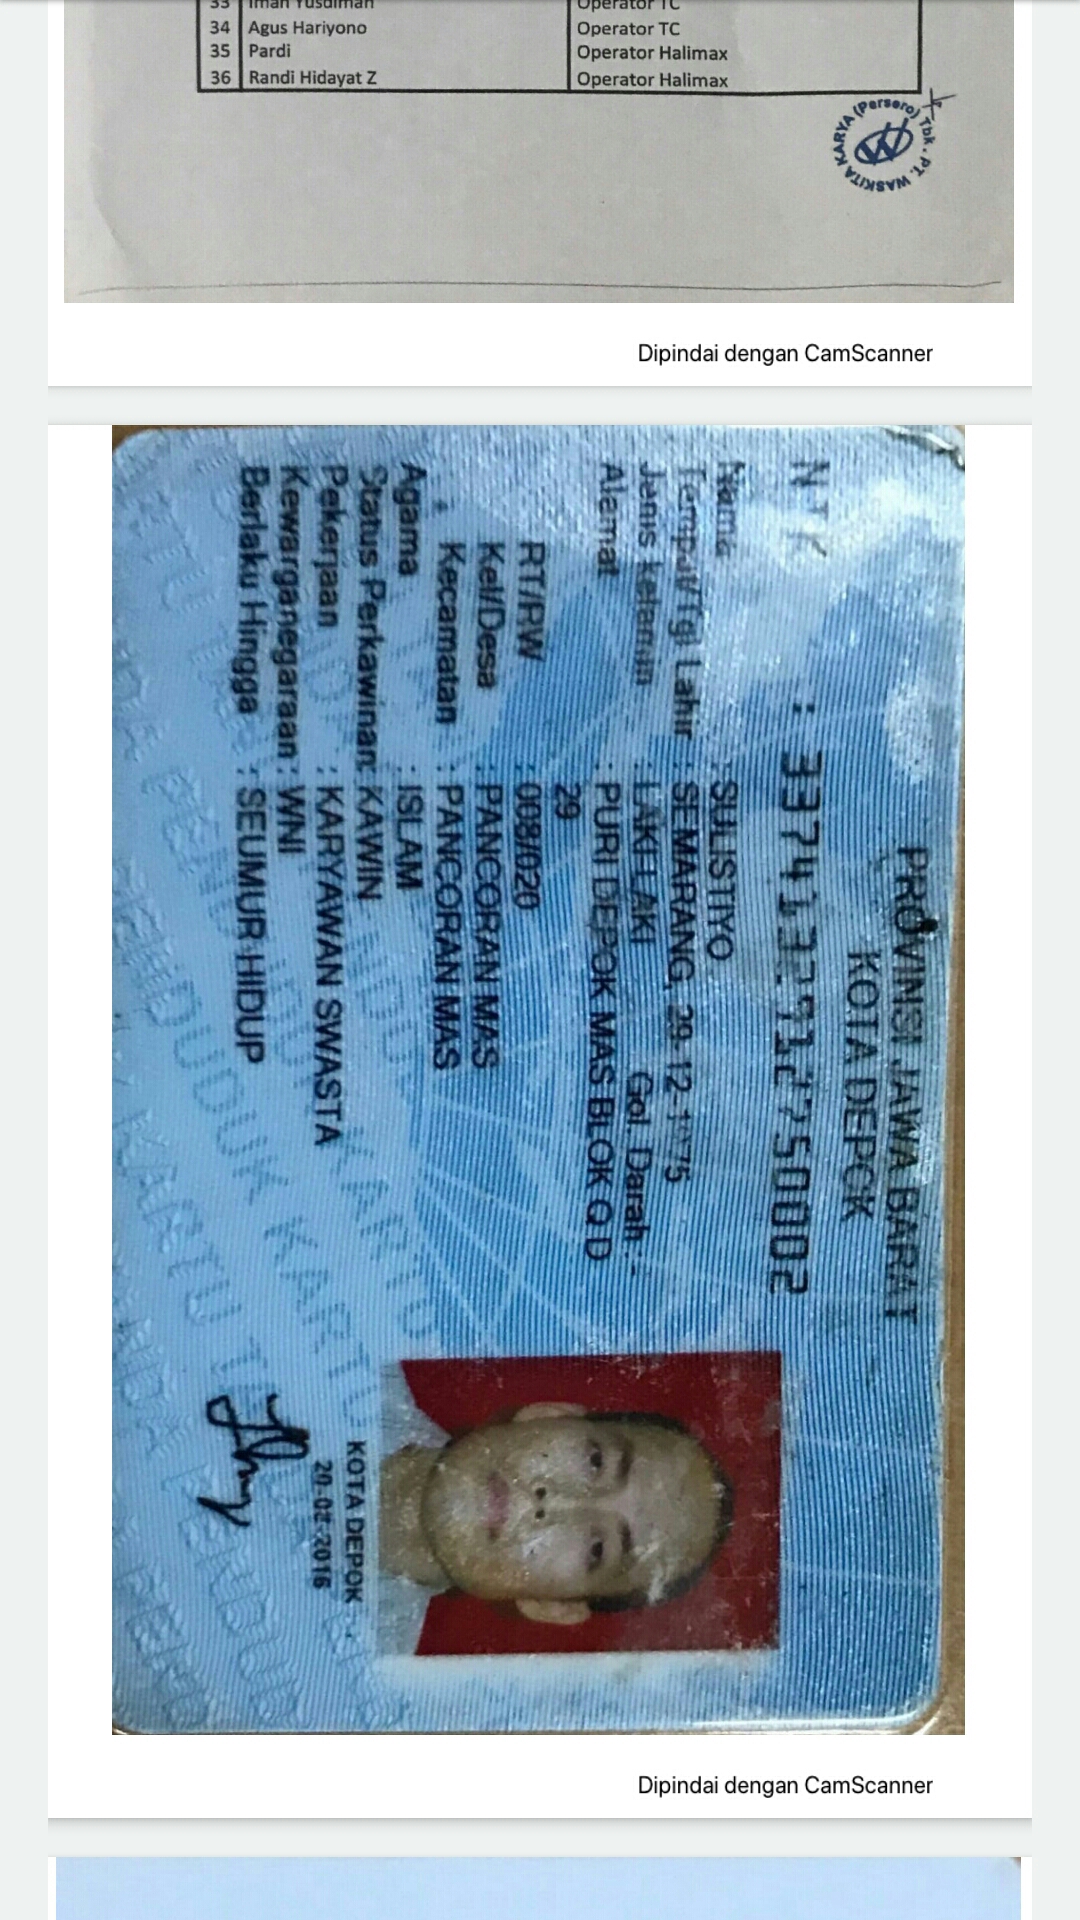 33 Iman Yusdiman Operator TC
34 Agus Hariyono Operator TC
35 Pardi Operator Halimax
36 Randi Hidayat Z Operator Halimax
PT. WASKITA KARYA (Persero) Tbk.
Dipindai dengan CamScanner
PROVINSI JAWA BARAT
KOTA DEPOK
NIK : 3374132912750002
Nama : SULISTIYO
Tempat/Tgl Lahir : SEMARANG, 29-12-1975
Jenis kelamin : LAKI-LAKI Gol. Darah : -
Alamat : PURI DEPOK MAS BLOK Q D
29
RT/RW : 008/020
Kel/Desa : PANCORAN MAS
Kecamatan : PANCORAN MAS
Agama : ISLAM
Status Perkawinan: KAWIN
Pekerjaan : KARYAWAN SWASTA
Kewarganegaraan : WNI
Berlaku Hingga : SEUMUR HIDUP
KOTA DEPOK
20-02-2016
Dipindai dengan CamScanner